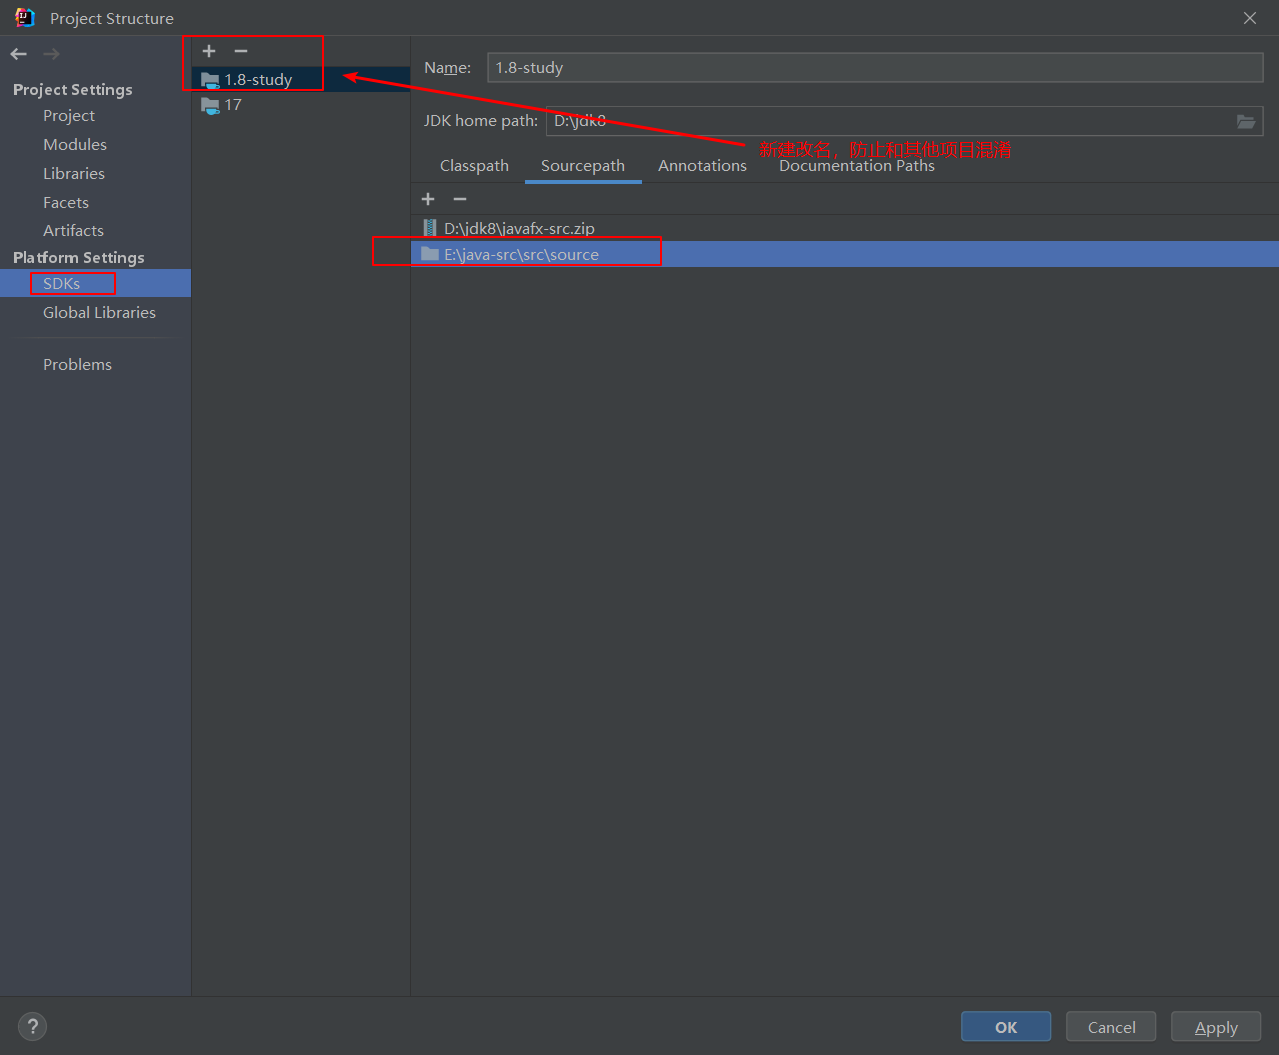 Project Structure
Project Settings
Project
Modules
Libraries
Facets
Artifacts
Platform Settings
SDKs
Global Libraries
Problems
1.8-study
17
Name: 1.8-study
JDK home path: D:\jdk8
新建改名，防止和其他项目混淆
Classpath Sourcepath Annotations Documentation Paths
D:\jdk8\javafx-src.zip
E:\java-src\src\source
? OK Cancel Apply